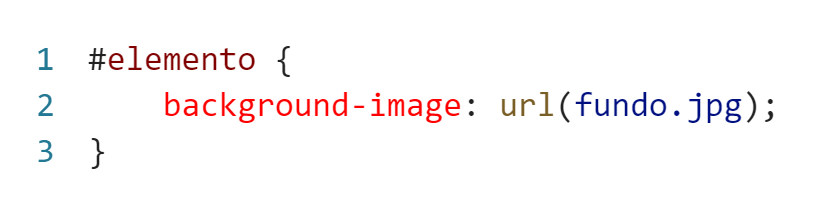 1 #elemento {
2     background-image: url(fundo.jpg);
3 }